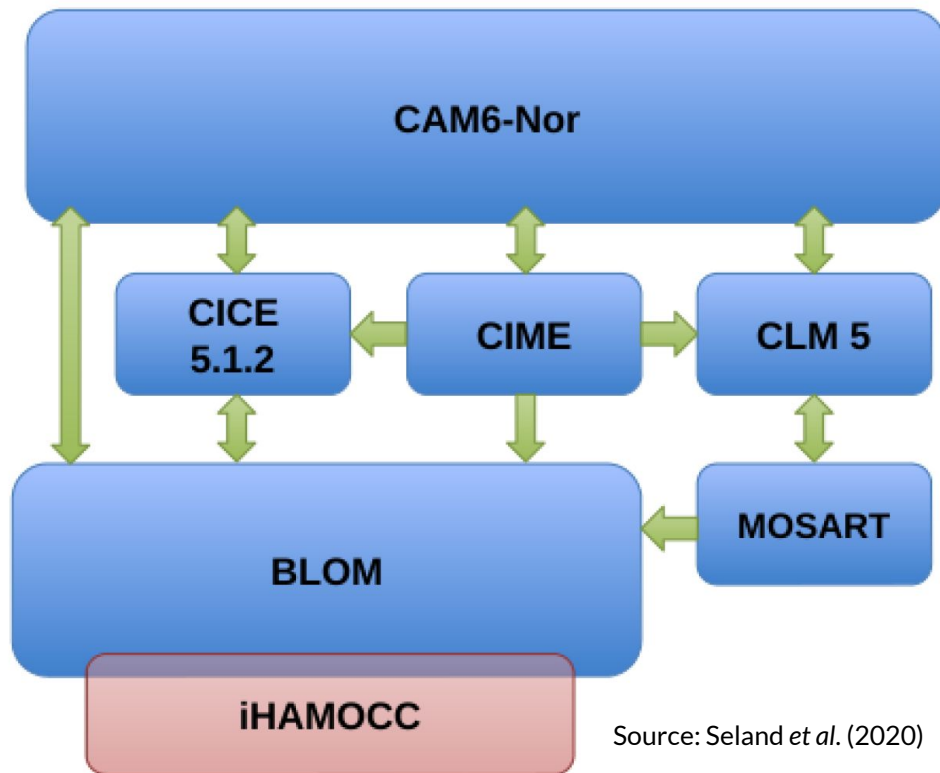 CAM6-Nor
CICE
5.1.2
CIME
CLM 5
MOSART
BLOM
iHAMOCC
Source: Seland et al. (2020)